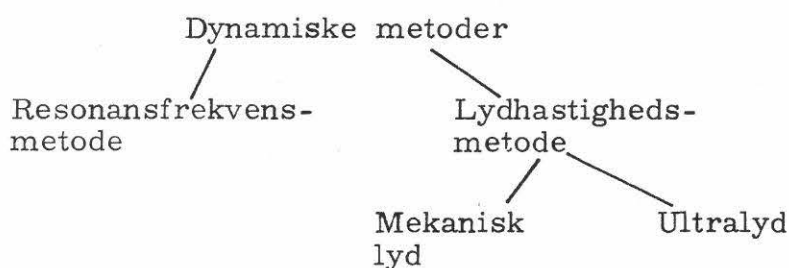 Dynamiske metoder
Resonansfrekvens-
metode
Lydhastigheds-
metode
Mekanisk
lyd
Ultralyd